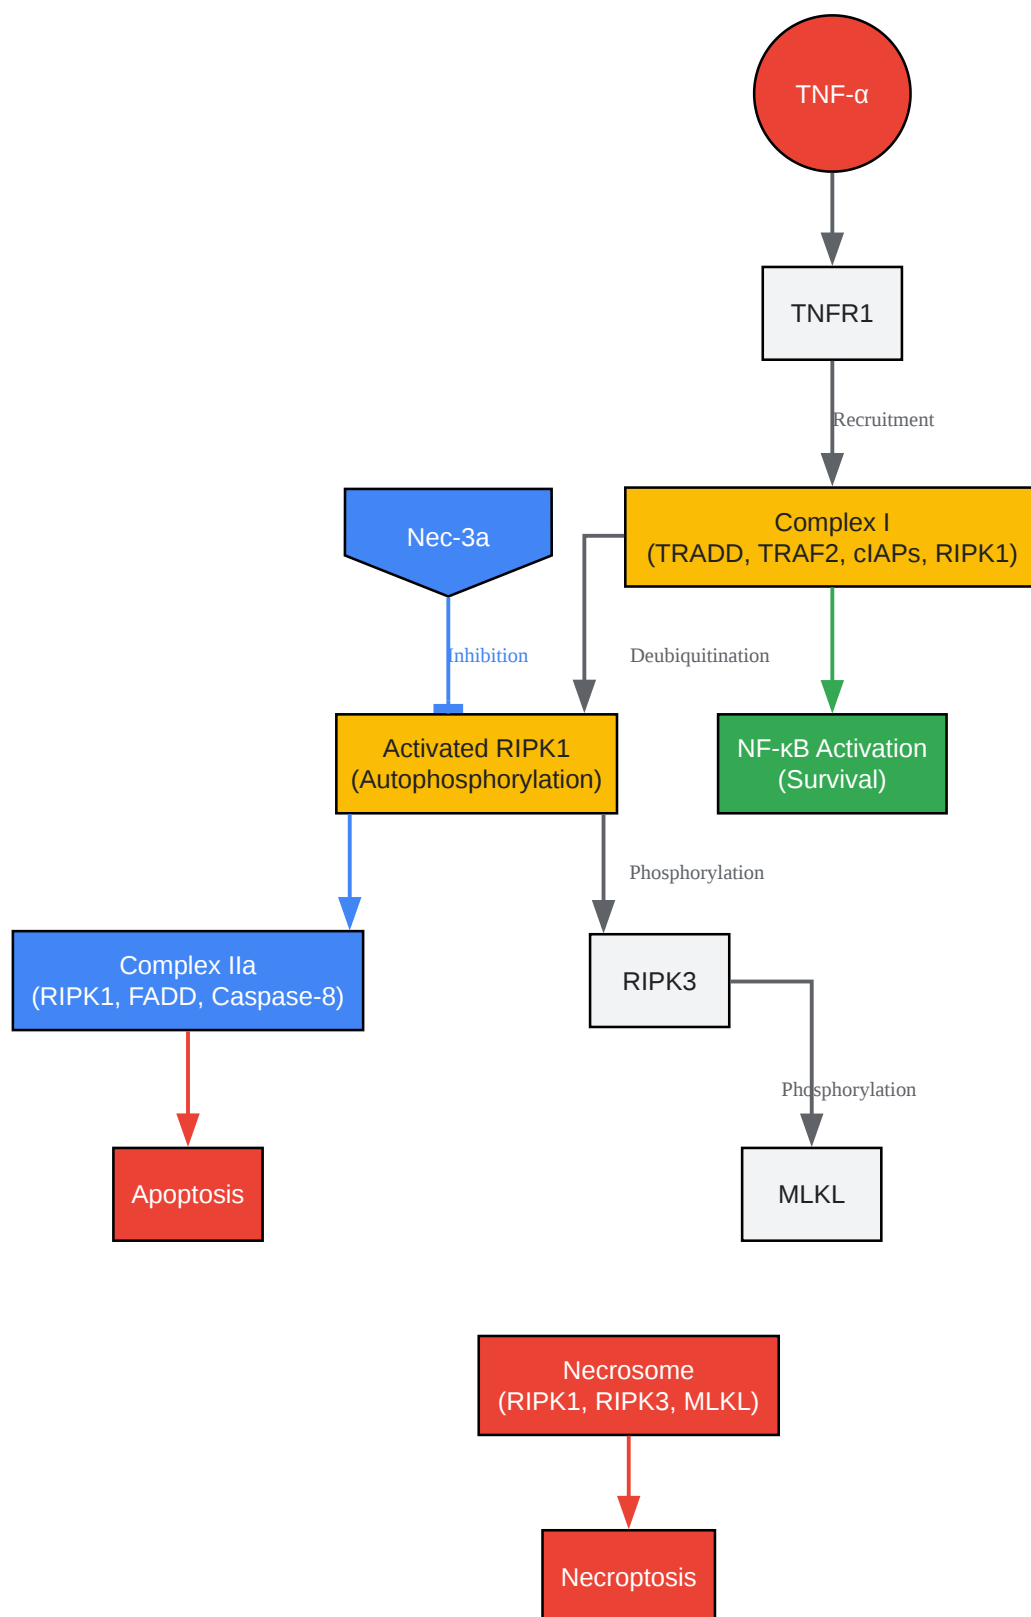 TNF-α
TNFR1
Recruitment
Nec-3a
Complex I
(TRADD, TRAF2, cIAPs, RIPK1)
Inhibition
Deubiquitination
Activated RIPK1
(Autophosphorylation)
NF-κB Activation
(Survival)
Phosphorylation
Complex IIa
(RIPK1, FADD, Caspase-8)
RIPK3
Phosphorylation
Apoptosis
MLKL
Necrosome
(RIPK1, RIPK3, MLKL)
Necroptosis